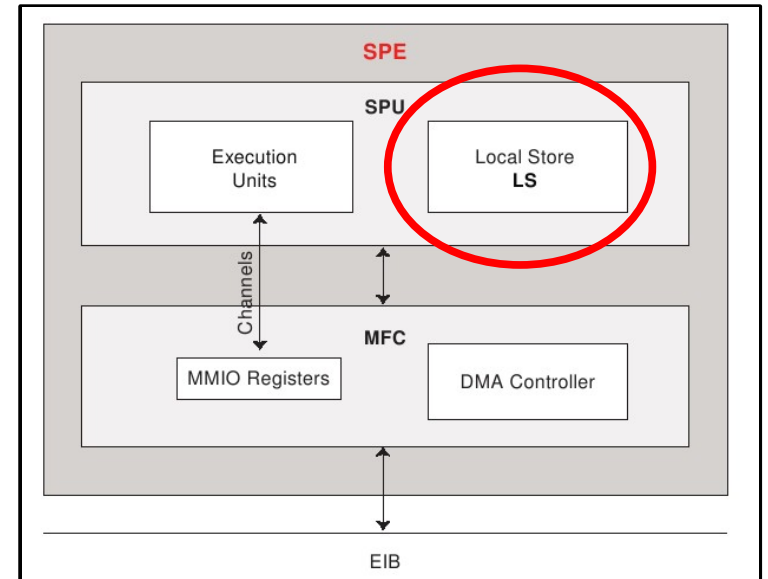 SPE
SPU
Execution
Units
Local Store
LS
Channels
MFC
MMIO Registers
DMA Controller
EIB